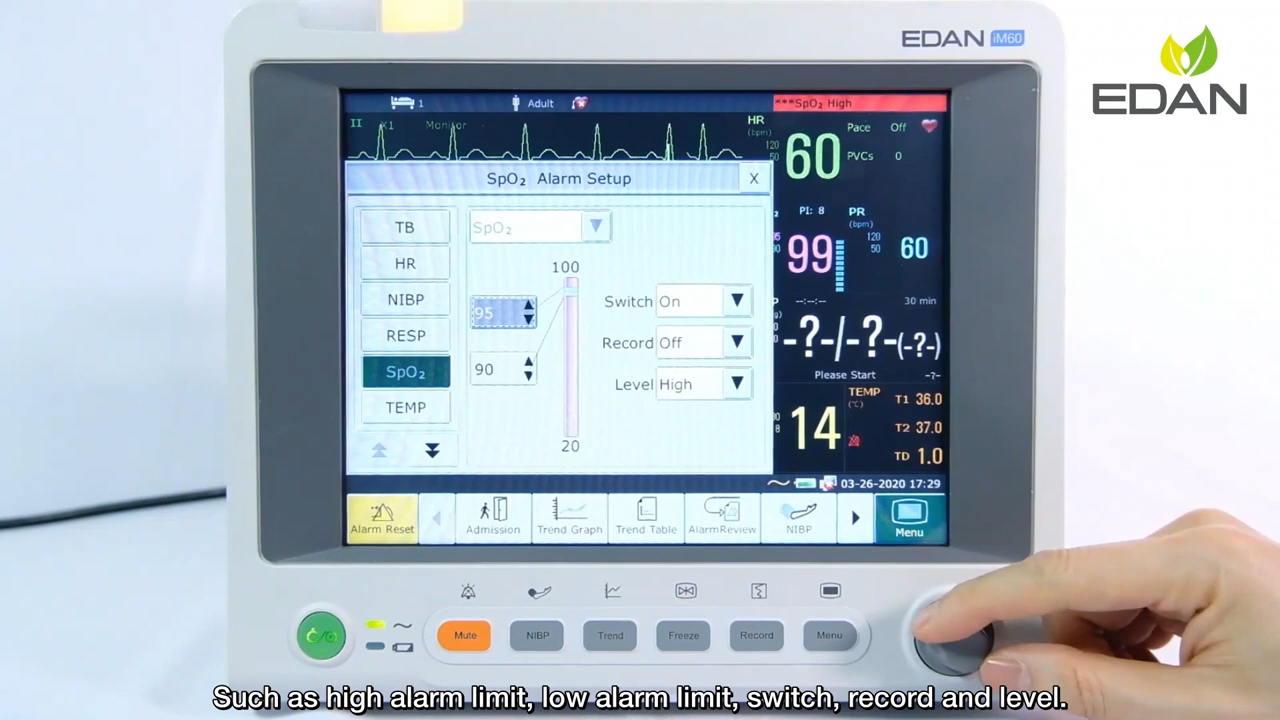 EDAN iM60
EDAN
1
Adult
***SpO₂ High
II X1 Monitor
HR
(bpm)
120
50
60
Pace Off
PVCs 0
SpO₂ Alarm Setup X
TB
HR
NIBP
RESP
SpO₂
TEMP
SpO₂
100
95
90
20
Switch On
Record Off
Level High
PI: 8
PR
(bpm)
99
120
50
60
--:--:--
30 min
-?-/-?-(-?-)
Please Start -?-
14
TEMP
(°C)
T1 36.0
T2 37.0
TD 1.0
03-26-2020 17:29
Alarm Reset
Admission
Trend Graph
Trend Table
AlarmReview
NIBP
Menu
Mute
NIBP
Trend
Freeze
Record
Menu
Such as high alarm limit, low alarm limit, switch, record and level.